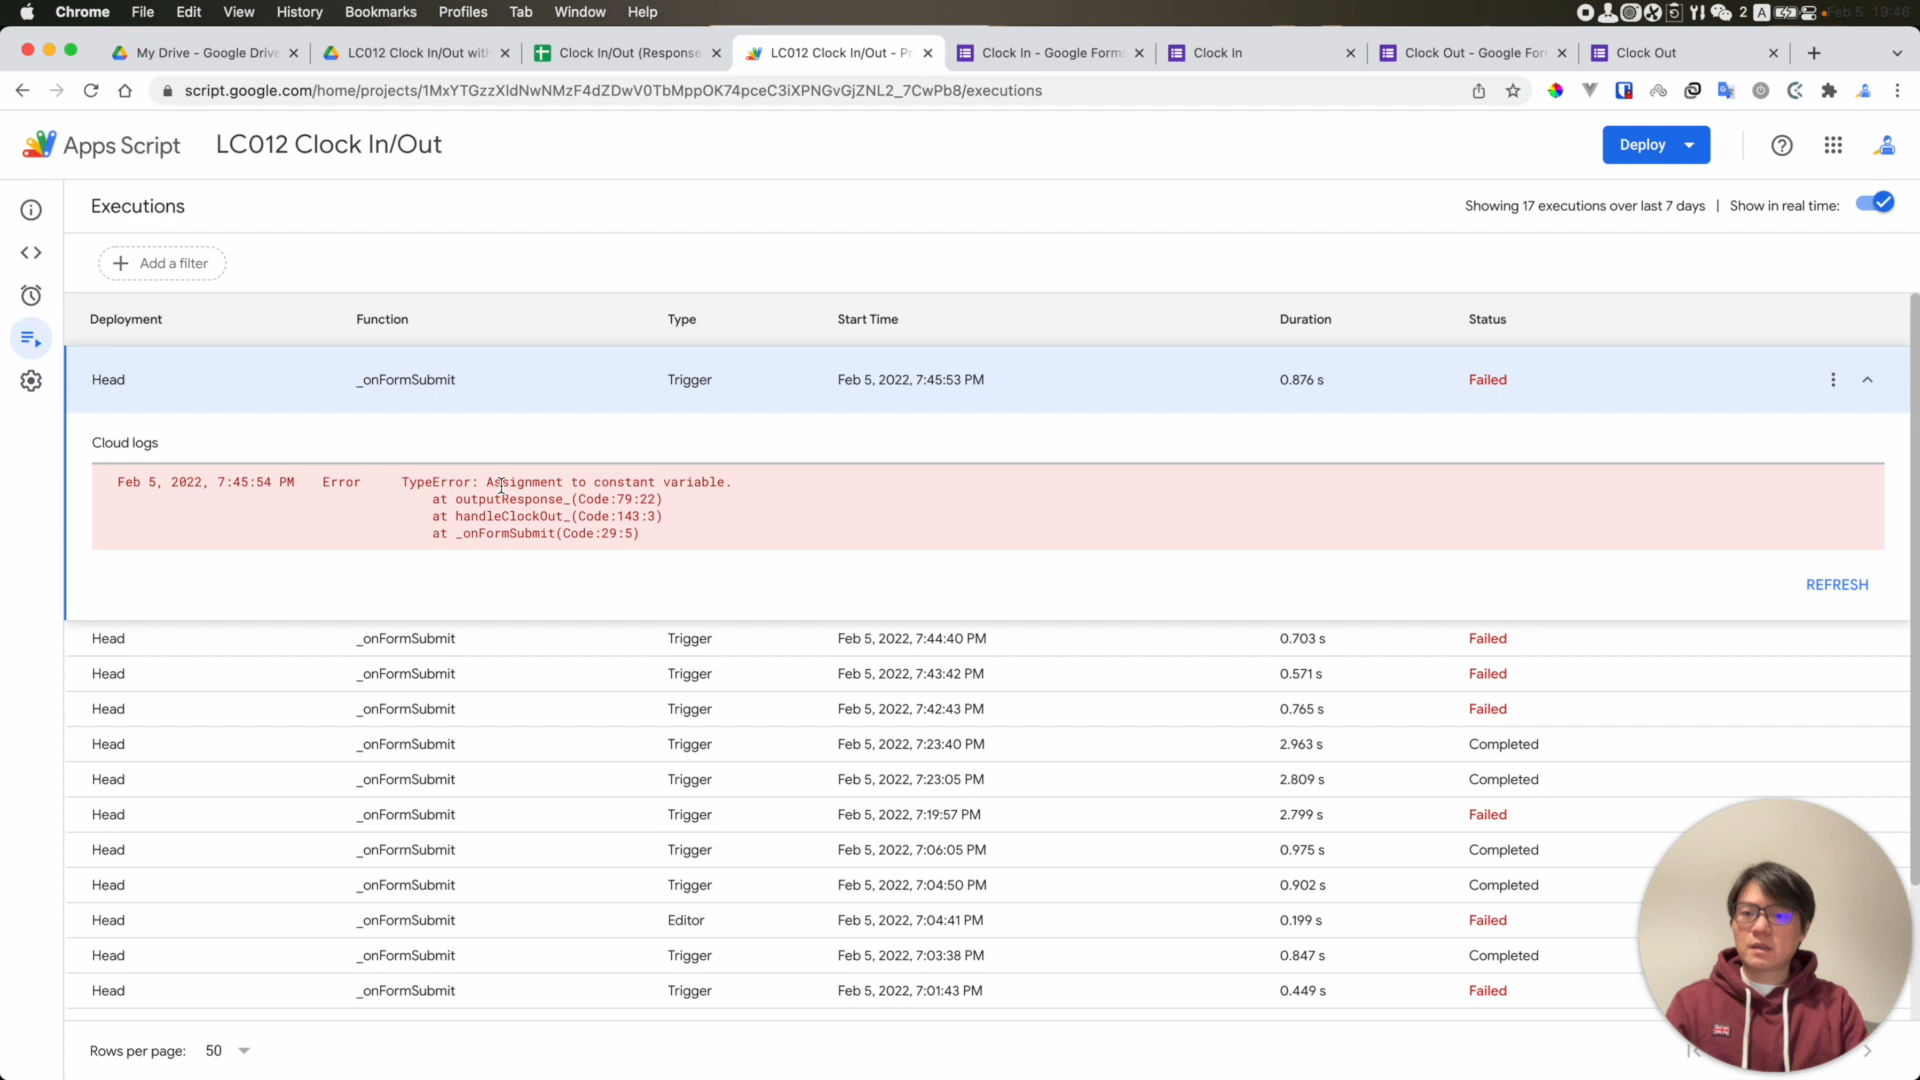 Chrome File Edit View History Bookmarks Profiles Tab Window Help 2 A Feb 5 19:46
My Drive - Google Drive LC012 Clock In/Out with Clock In/Out (Response LC012 Clock In/Out - Pr Clock In - Google Forms Clock In Clock Out - Google For Clock Out
script.google.com/home/projects/1MxYTGzzXldNwNMzF4dZDwV0TbMppOK74pceC3iXPNGvGjZNL2_7CwPb8/executions
Apps Script LC012 Clock In/Out Deploy
Executions Showing 17 executions over last 7 days | Show in real time:
Add a filter
Deployment Function Type Start Time Duration Status
Head _onFormSubmit Trigger Feb 5, 2022, 7:45:53 PM 0.876 s Failed
Cloud logs
Feb 5, 2022, 7:45:54 PM Error TypeError: Assignment to constant variable.
at outputResponse_(Code:79:22)
at handleClockOut_(Code:143:3)
at _onFormSubmit(Code:29:5)
REFRESH
Head _onFormSubmit Trigger Feb 5, 2022, 7:44:40 PM 0.703 s Failed
Head _onFormSubmit Trigger Feb 5, 2022, 7:43:42 PM 0.571 s Failed
Head _onFormSubmit Trigger Feb 5, 2022, 7:42:43 PM 0.765 s Failed
Head _onFormSubmit Trigger Feb 5, 2022, 7:23:40 PM 2.963 s Completed
Head _onFormSubmit Trigger Feb 5, 2022, 7:23:05 PM 2.809 s Completed
Head _onFormSubmit Trigger Feb 5, 2022, 7:19:57 PM 2.799 s Failed
Head _onFormSubmit Trigger Feb 5, 2022, 7:06:05 PM 0.975 s Completed
Head _onFormSubmit Trigger Feb 5, 2022, 7:04:50 PM 0.902 s Completed
Head _onFormSubmit Editor Feb 5, 2022, 7:04:41 PM 0.199 s Failed
Head _onFormSubmit Trigger Feb 5, 2022, 7:03:38 PM 0.847 s Completed
Head _onFormSubmit Trigger Feb 5, 2022, 7:01:43 PM 0.449 s Failed
Rows per page: 50